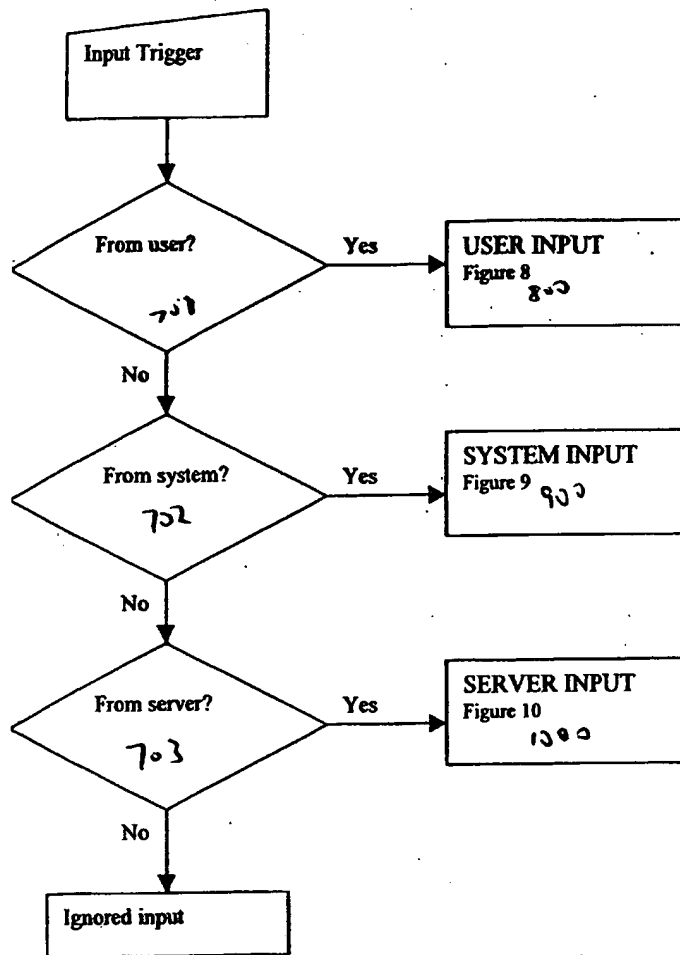 Input Trigger
From user?
Yes
USER INPUT
Figure 8
800
No
From system?
702
Yes
SYSTEM INPUT
Figure 9
900
No
From server?
703
Yes
SERVER INPUT
Figure 10
1000
No
Ignored input